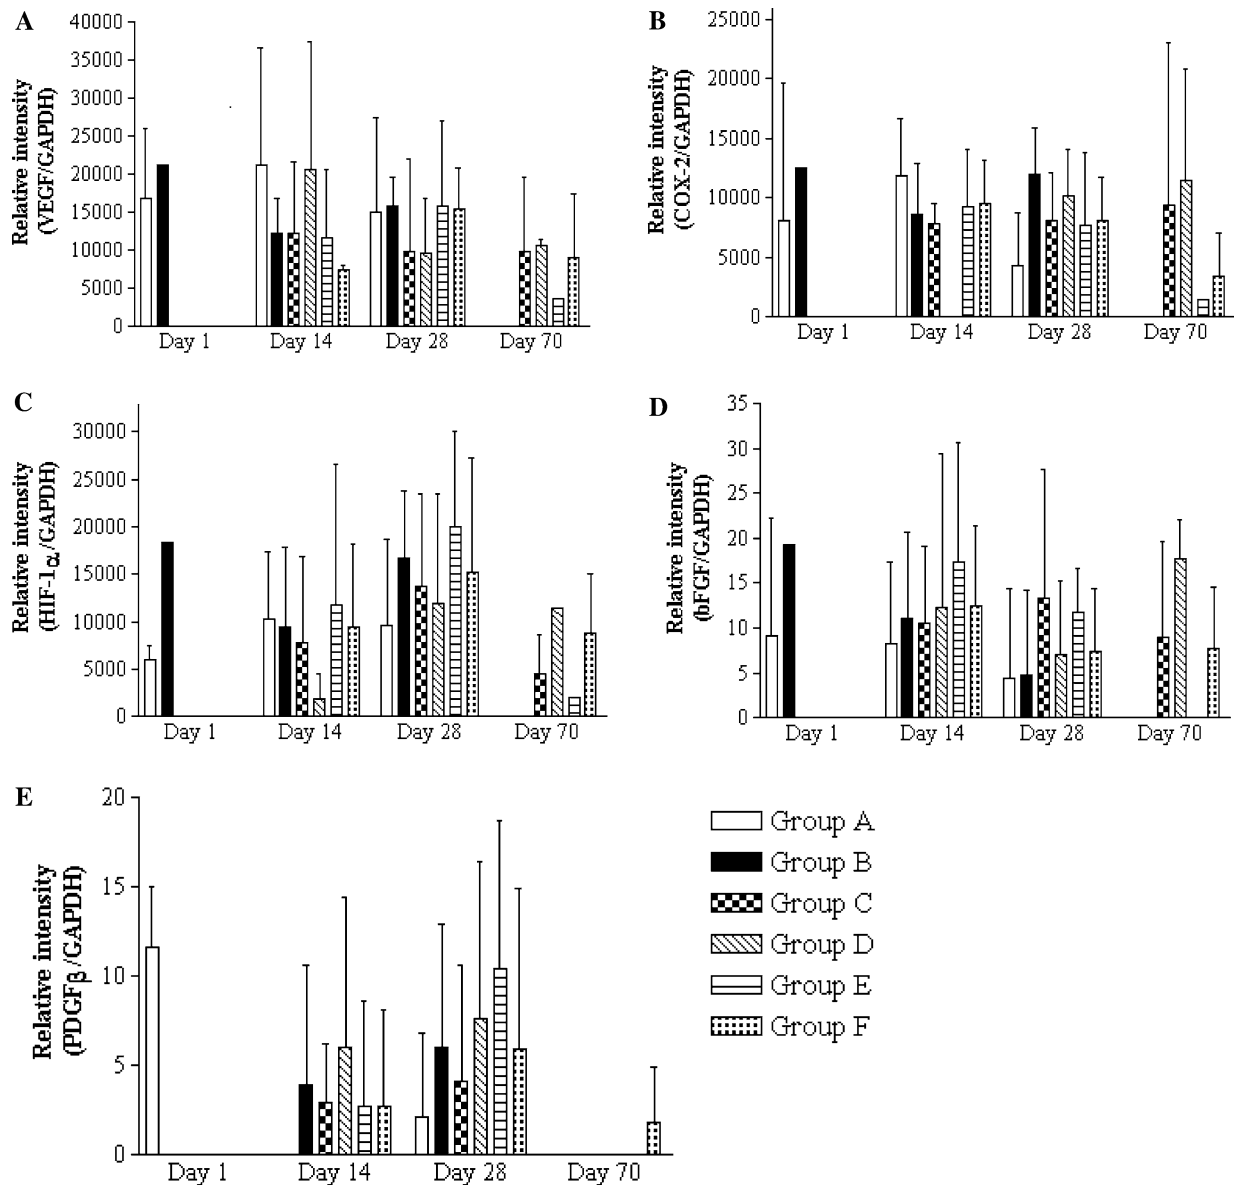 A
Relative intensity
(VEGF/GAPDH)
40000
35000
30000
25000
20000
15000
10000
5000
0
Day 1
Day 14
Day 28
Day 70
B
Relative intensity
(COX-2/GAPDH)
25000
20000
15000
10000
5000
0
Day 1
Day 14
Day 28
Day 70
C
Relative intensity
(HIF-1α/GAPDH)
30000
25000
20000
15000
10000
5000
0
Day 1
Day 14
Day 28
Day 70
D
Relative intensity
(bFGF/GAPDH)
35
30
25
20
15
10
5
0
Day 1
Day 14
Day 28
Day 70
E
Relative intensity
(PDGFβ/GAPDH)
20
15
10
5
0
Day 1
Day 14
Day 28
Day 70
Group A
Group B
Group C
Group D
Group E
Group F